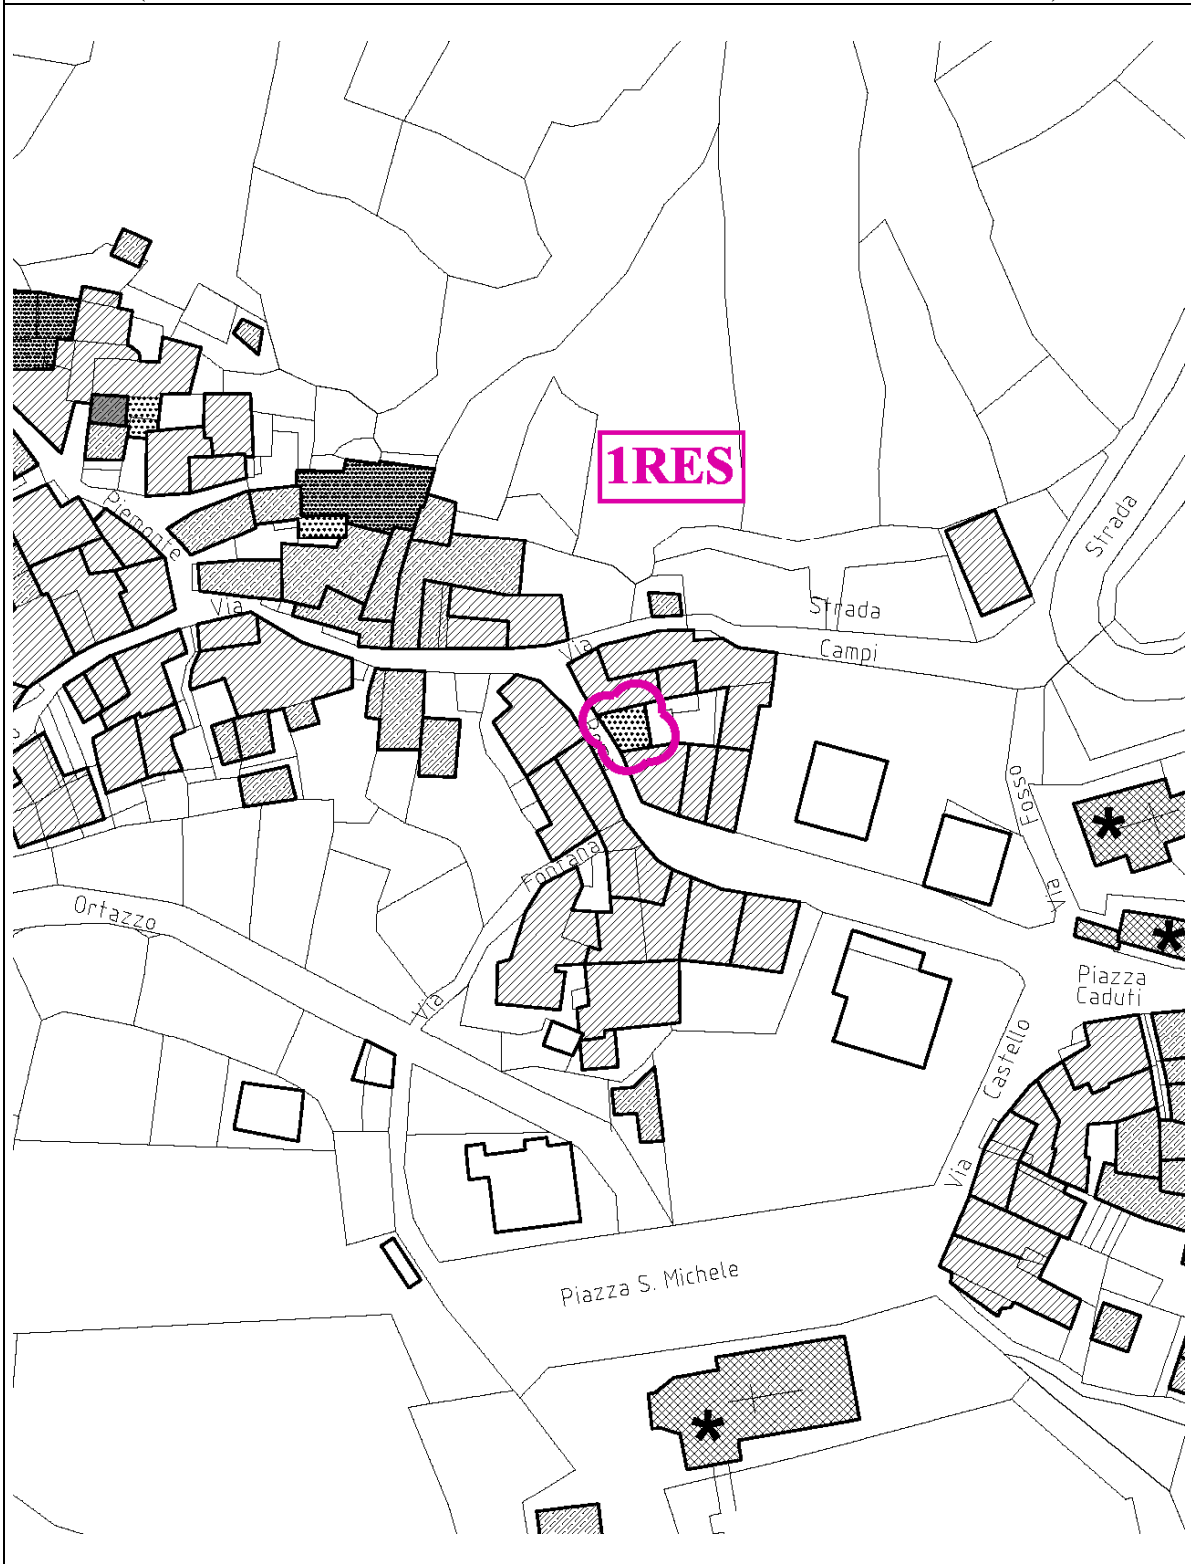 1RES
Piemonte
Via
Strada
Strada
Campi
Via
Fosso
Via
Fontana
Via
Ortazzo
Piazza
Caduti
Castello
Via
Piazza S. Michele